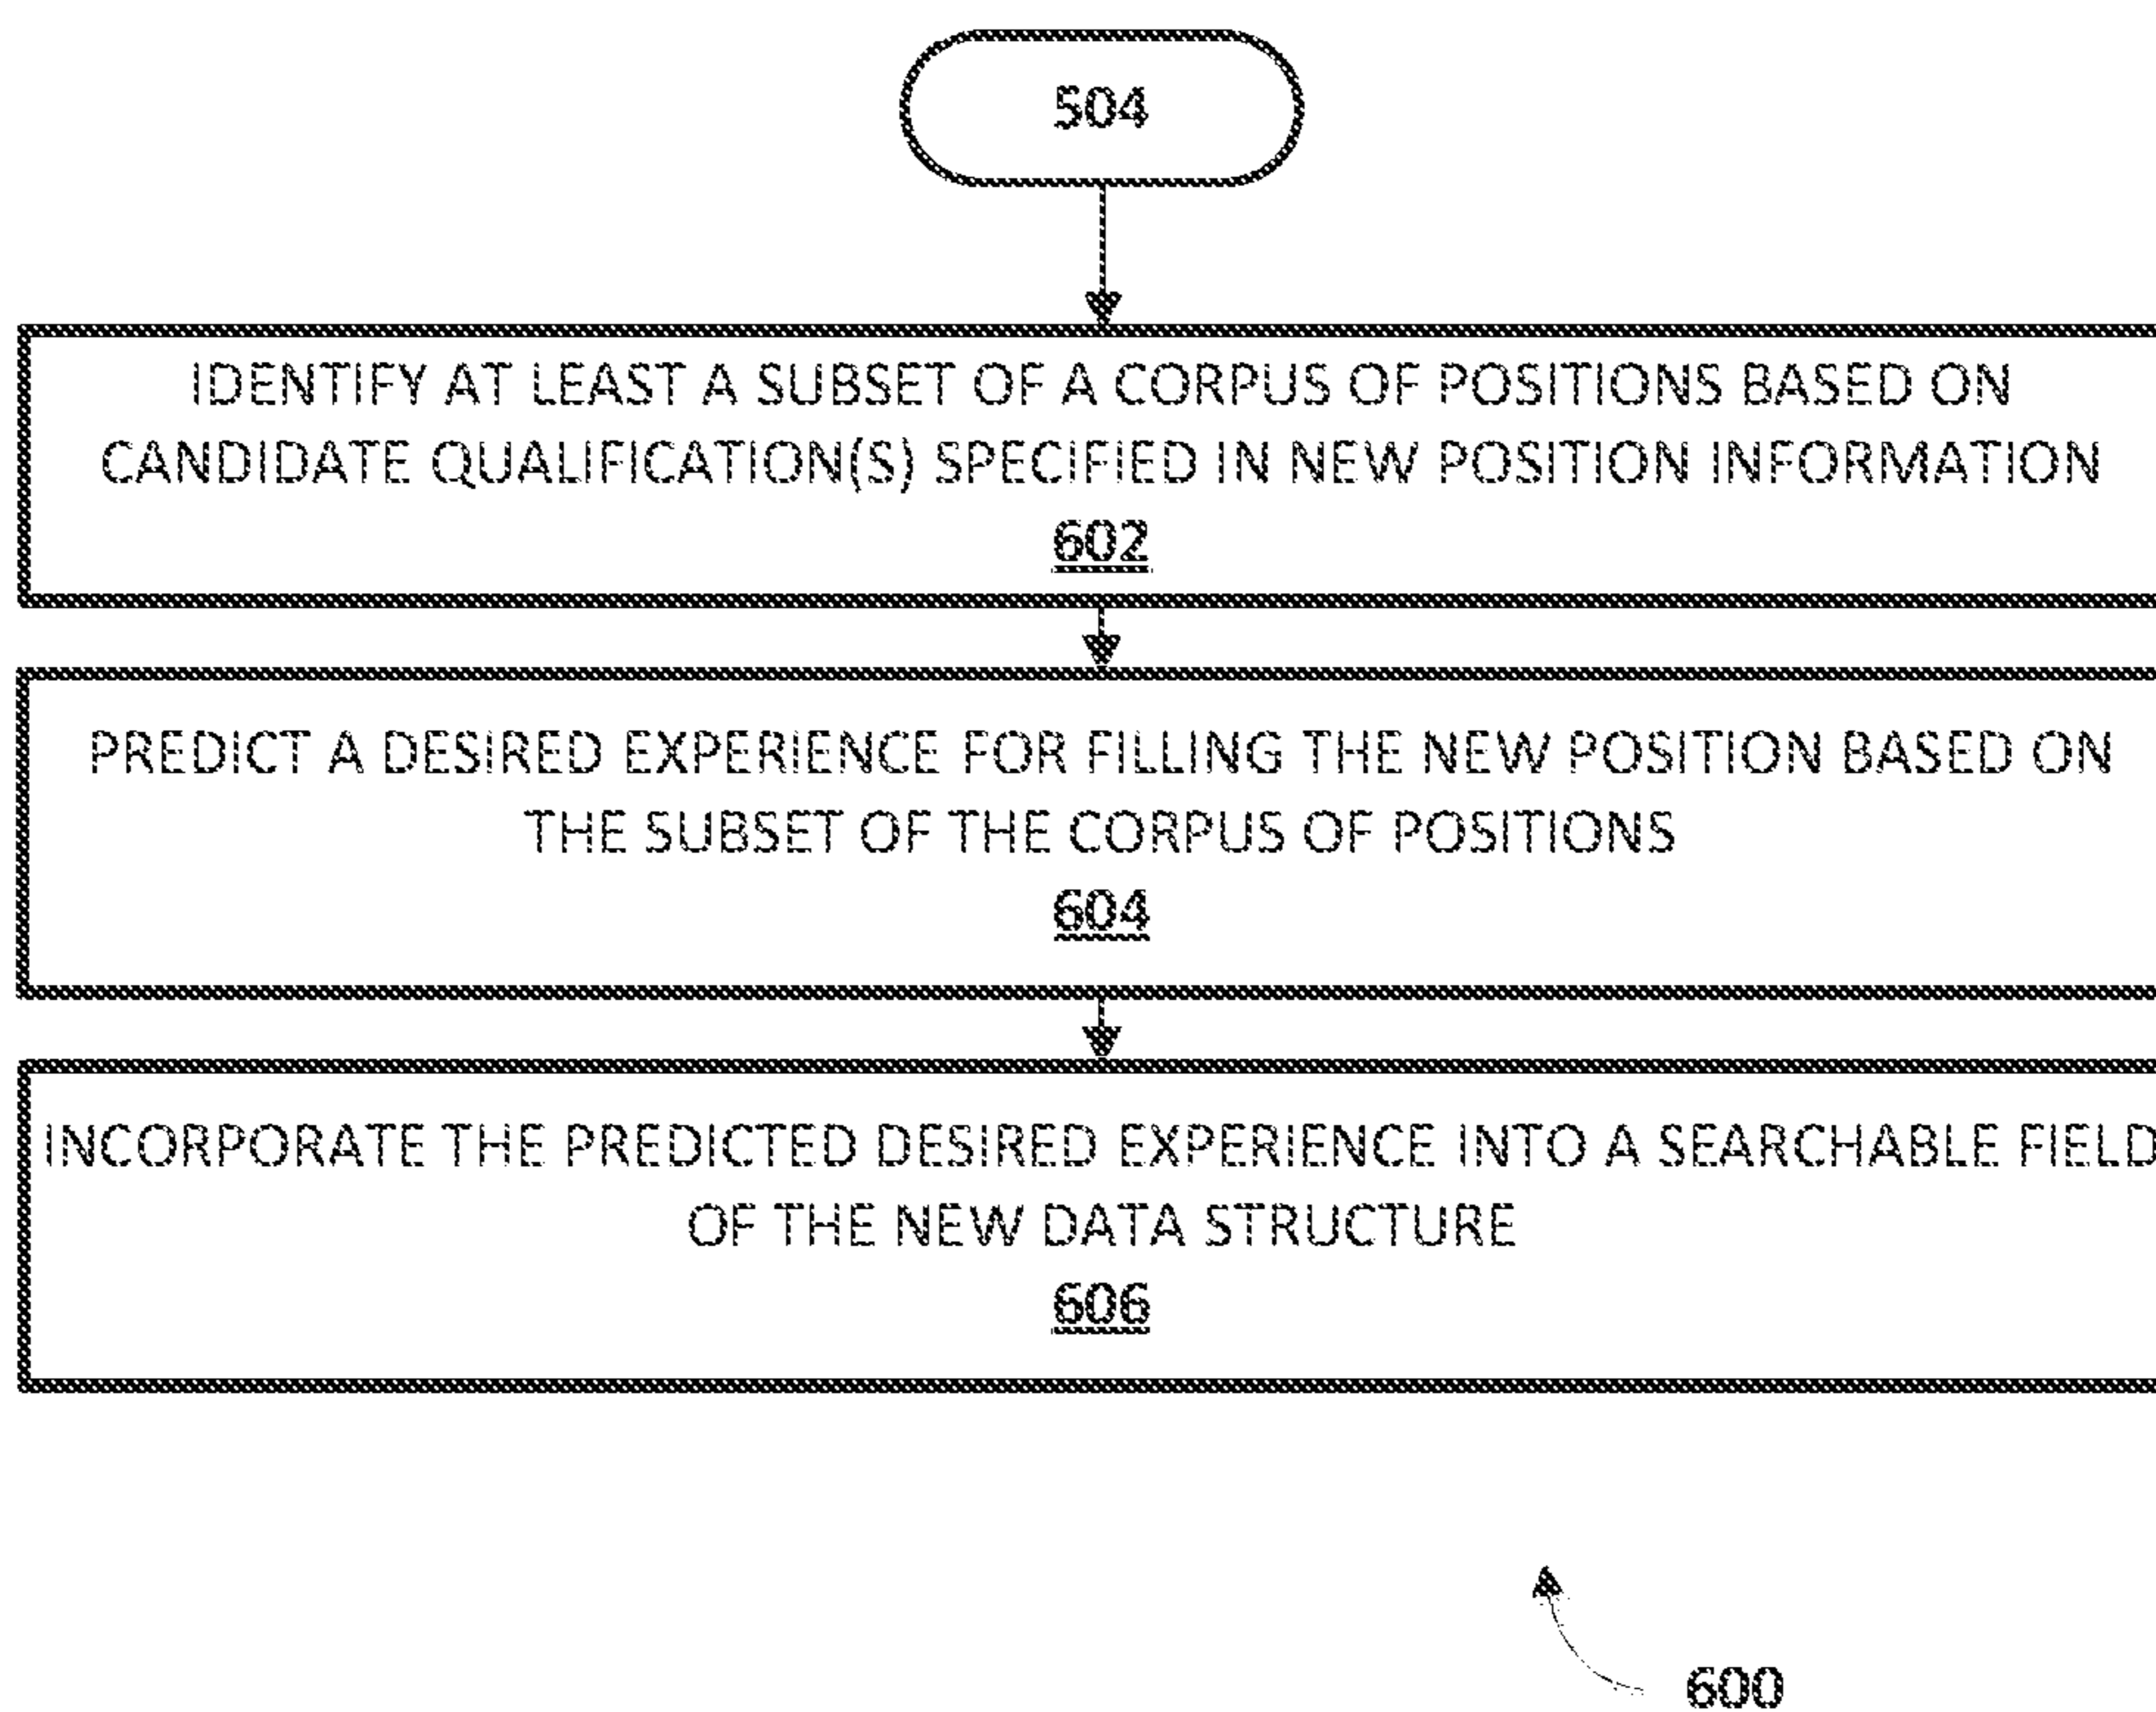 504
IDENTIFY AT LEAST A SUBSET OF A CORPUS OF POSITIONS BASED ON
CANDIDATE QUALIFICATION(S) SPECIFIED IN NEW POSITION INFORMATION
602
PREDICT A DESIRED EXPERIENCE FOR FILLING THE NEW POSITION BASED ON
THE SUBSET OF THE CORPUS OF POSITIONS
604
INCORPORATE THE PREDICTED DESIRED EXPERIENCE INTO A SEARCHABLE FIELD
OF THE NEW DATA STRUCTURE
606
600